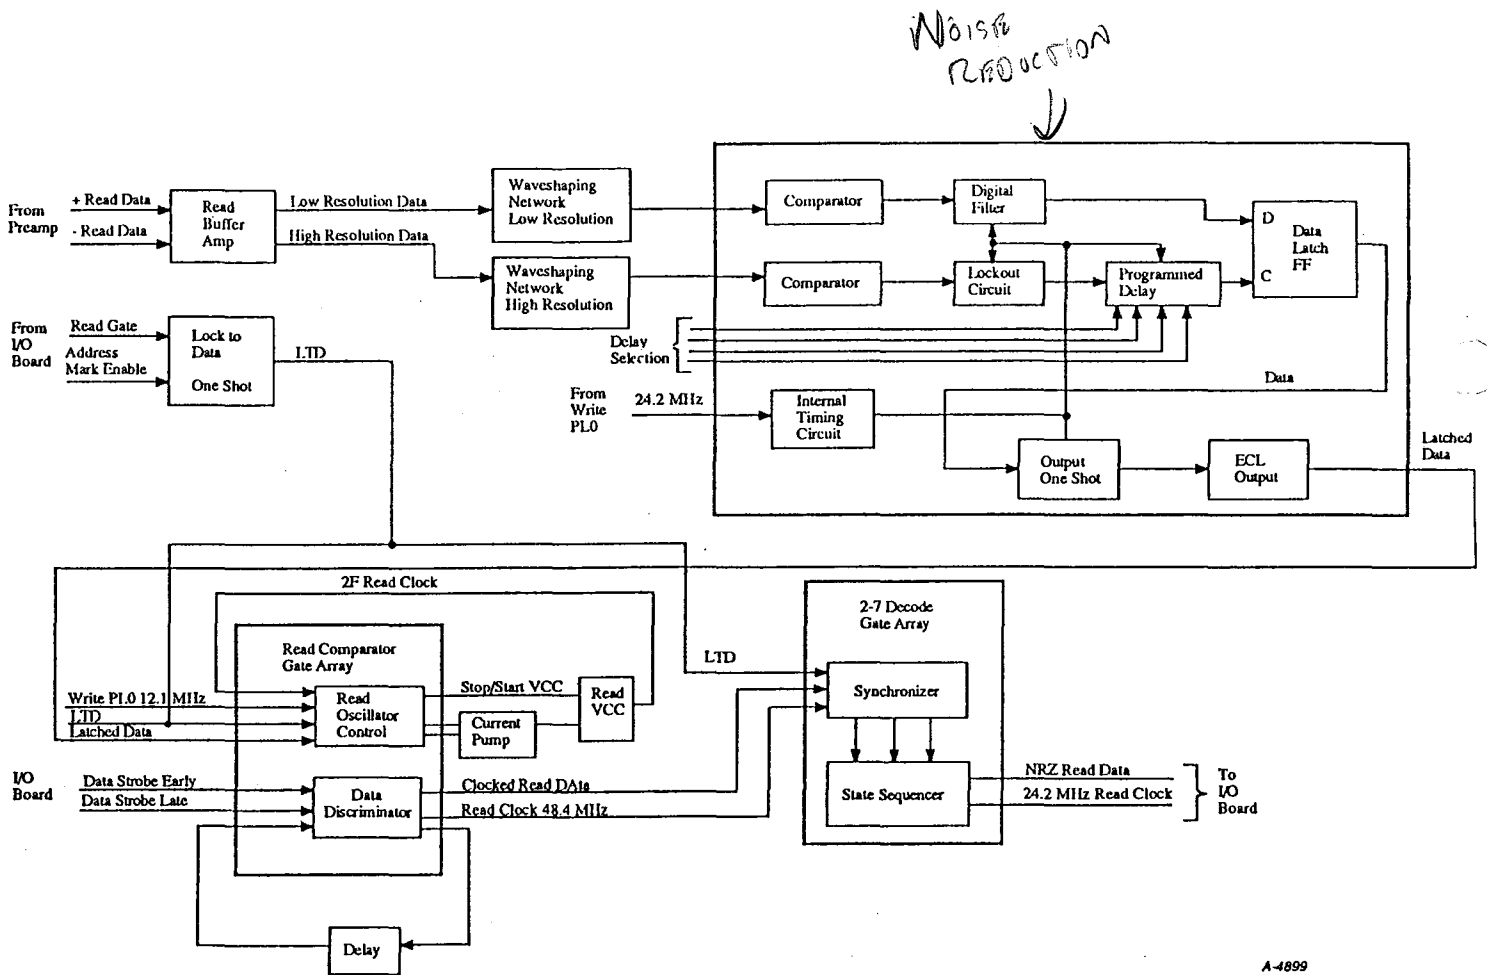 NOISE
REDUCTION
From
Preamp
+ Read Data
- Read Data
Read
Buffer
Amp
Low Resolution Data
High Resolution Data
Waveshaping
Network
Low Resolution
Waveshaping
Network
High Resolution
Comparator
Digital
Filter
D
Data
Latch
FF
C
Comparator
Lockout
Circuit
Programmed
Delay
From
I/O
Board
Read Gate
Address
Mark Enable
Lock to
Data
One Shot
LTD
Delay
Selection
Data
From
Write
PL0
24.2 MHz
Internal
Timing
Circuit
Output
One Shot
ECL
Output
Latched
Data
2F Read Clock
Read Comparator
Gate Array
Write PL0 12.1 MHz
LTD
Latched Data
Read
Oscillator
Control
Stop/Start VCC
Current
Pump
Read
VCC
I/O
Board
Data Strobe Early
Data Strobe Late
Data
Discriminator
Clocked Read DAta
Read Clock 48.4 MHz
Delay
2-7 Decode
Gate Array
LTD
Synchronizer
State Sequencer
NRZ Read Data
24.2 MHz Read Clock
To
I/O
Board
A-4899